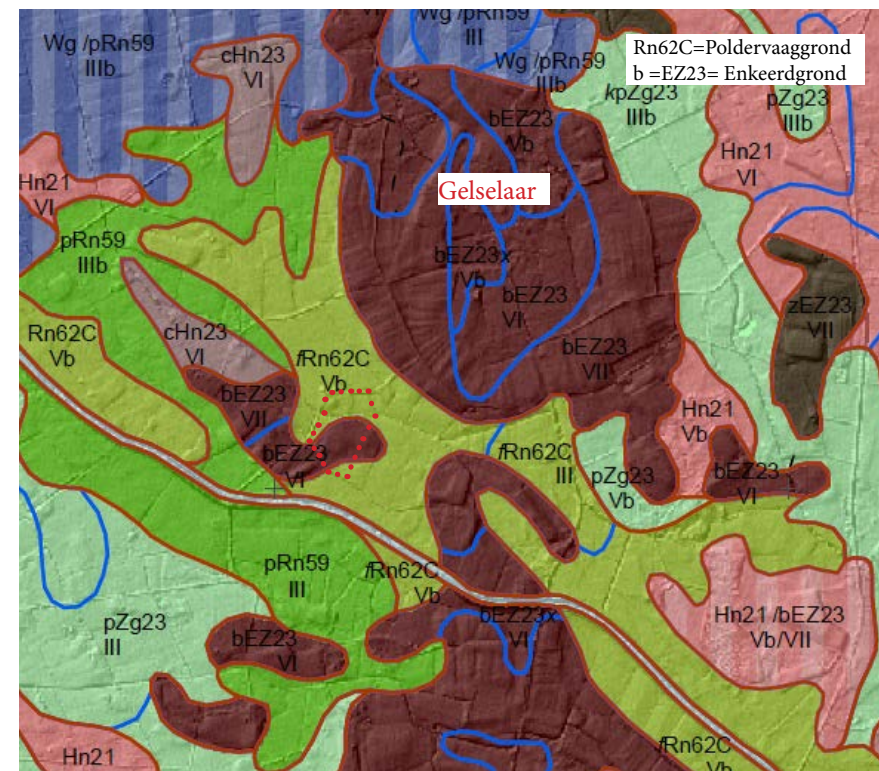 Wg /pRn59
IIIb
cHn23
VI
VI
Wg /pRn59
III
Wg /pRn59
IIIb
Rn62C=Poldervaaggrond
b =EZ23= Enkeerdgrond
kpZg23
IIIb
pZg23
IIIb
bEZ23
Vb
Hn21
VI
Hn21
VI
Gelselaar
pRn59
IIIb
bEZ23x
Vb
bEZ23
VI
zEZ23
VII
Rn62C
Vb
cHn23
VI
fRn62C
Vb
bEZ23
VII
bEZ23
VII
Hn21
Vb
bEZ23
VI
fRn62C
III
pZg23
Vb
bEZ23
VI
pRn59
III
fRn62C
Vb
bEZ23x
VI
Hn21 /bEZ23
Vb/VII
pZg23
III
bEZ23
VI
Hn21
fRn62C
Vb